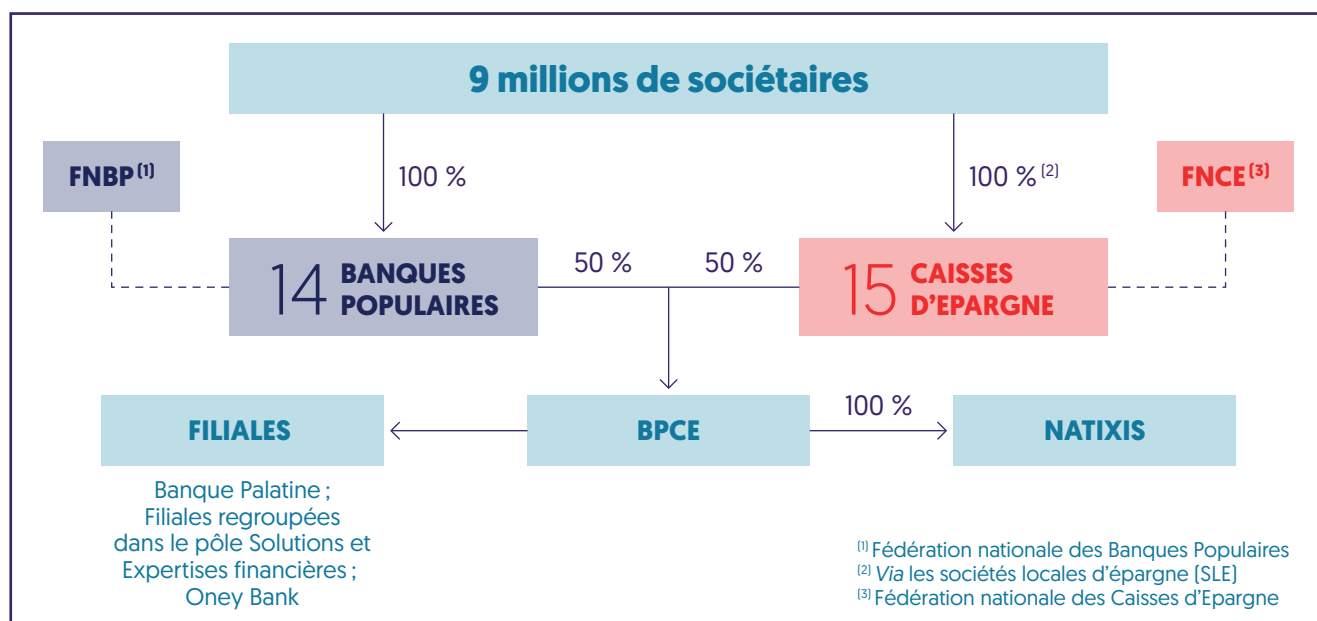 9 millions de sociétaires
FNBP(1)
100 %
100 %(2)
FNCE(3)
14 BANQUES
POPULAIRES
50 %
50 %
15 CAISSES
D'EPARGNE
FILIALES
BPCE
100 %
NATIXIS
Banque Palatine ;
Filiales regroupées
dans le pôle Solutions et
Expertises financières ;
Oney Bank
(1) Fédération nationale des Banques Populaires
(2) Via les sociétés locales d'épargne (SLE)
(3) Fédération nationale des Caisses d'Epargne